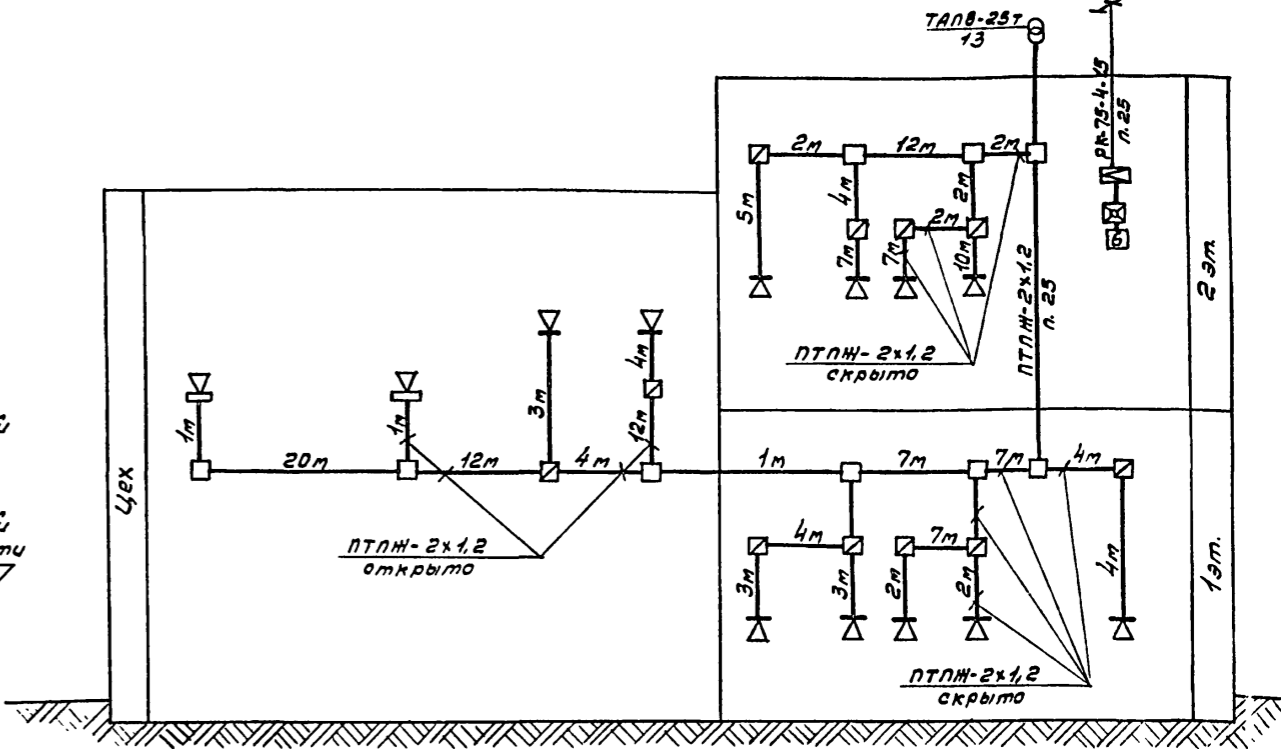 ТАПВ-25т
13
РК-75-4-15
п. 25
2м
12м
2м
5м
4м
2м
2м
7м
7м
10м
Б
ПТПЖ-2х1,2
п. 25
2 эт.
ПТПЖ-2х1,2
скрыто
4м
3м
1м
1м
12м
20м
12м
4м
1м
7м
7м
4м
Цех
ПТПЖ-2х1,2
открыто
4м
7м
3м
3м
2м
2м
4м
1эт.
ПТПЖ-2х1,2
скрыто